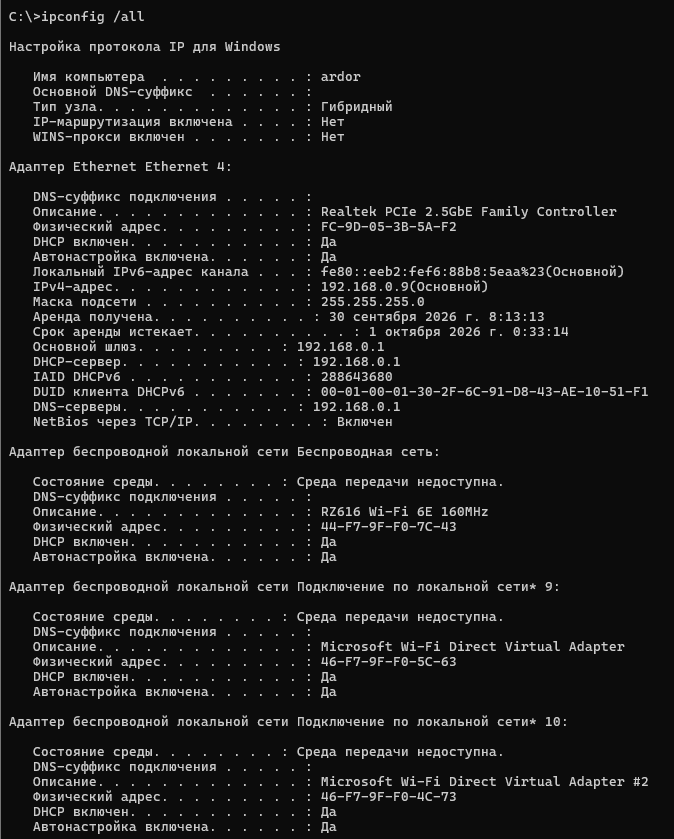 C:\>ipconfig /all
Настройка протокола IP для Windows
Имя компьютера . . . . . . . . . : ardor
Основной DNS-суффикс . . . . . . :
Тип узла. . . . . . . . . . . . . : Гибридный
IP-маршрутизация включена . . . . : Нет
WINS-прокси включен . . . . . . . : Нет
Адаптер Ethernet Ethernet 4:
DNS-суффикс подключения . . . . . :
Описание. . . . . . . . . . . . . : Realtek PCIe 2.5GbE Family Controller
Физический адрес. . . . . . . . . : FC-9D-05-3B-5A-F2
DHCP включен. . . . . . . . . . . : Да
Автонастройка включена. . . . . . : Да
Локальный IPv6-адрес канала . . . : fe80::eeb2:fef6:88b8:5eaa%23(Основной)
IPv4-адрес. . . . . . . . . . . . : 192.168.0.9(Основной)
Маска подсети . . . . . . . . . . : 255.255.255.0
Аренда получена. . . . . . . . . . : 30 сентября 2026 г. 8:13:13
Срок аренды истекает. . . . . . . . . . : 1 октября 2026 г. 0:33:14
Основной шлюз. . . . . . . . . : 192.168.0.1
DHCP-сервер. . . . . . . . . . . : 192.168.0.1
IAID DHCPv6 . . . . . . . . . . . : 288643680
DUID клиента DHCPv6 . . . . . . . : 00-01-00-01-30-2F-6C-91-D8-43-AE-10-51-F1
DNS-серверы. . . . . . . . . . . : 192.168.0.1
NetBios через TCP/IP. . . . . . . . : Включен
Адаптер беспроводной локальной сети Беспроводная сеть:
Состояние среды. . . . . . . . : Среда передачи недоступна.
DNS-суффикс подключения . . . . . :
Описание. . . . . . . . . . . . . : RZ616 Wi-Fi 6E 160MHz
Физический адрес. . . . . . . . . : 44-F7-9F-F0-7C-43
DHCP включен. . . . . . . . . . . : Да
Автонастройка включена. . . . . . : Да
Адаптер беспроводной локальной сети Подключение по локальной сети* 9:
Состояние среды. . . . . . . . : Среда передачи недоступна.
DNS-суффикс подключения . . . . . :
Описание. . . . . . . . . . . . . : Microsoft Wi-Fi Direct Virtual Adapter
Физический адрес. . . . . . . . . : 46-F7-9F-F0-5C-63
DHCP включен. . . . . . . . . . . : Да
Автонастройка включена. . . . . . : Да
Адаптер беспроводной локальной сети Подключение по локальной сети* 10:
Состояние среды. . . . . . . . : Среда передачи недоступна.
DNS-суффикс подключения . . . . . :
Описание. . . . . . . . . . . . . : Microsoft Wi-Fi Direct Virtual Adapter #2
Физический адрес. . . . . . . . . : 46-F7-9F-F0-4C-73
DHCP включен. . . . . . . . . . . : Да
Автонастройка включена. . . . . . : Да